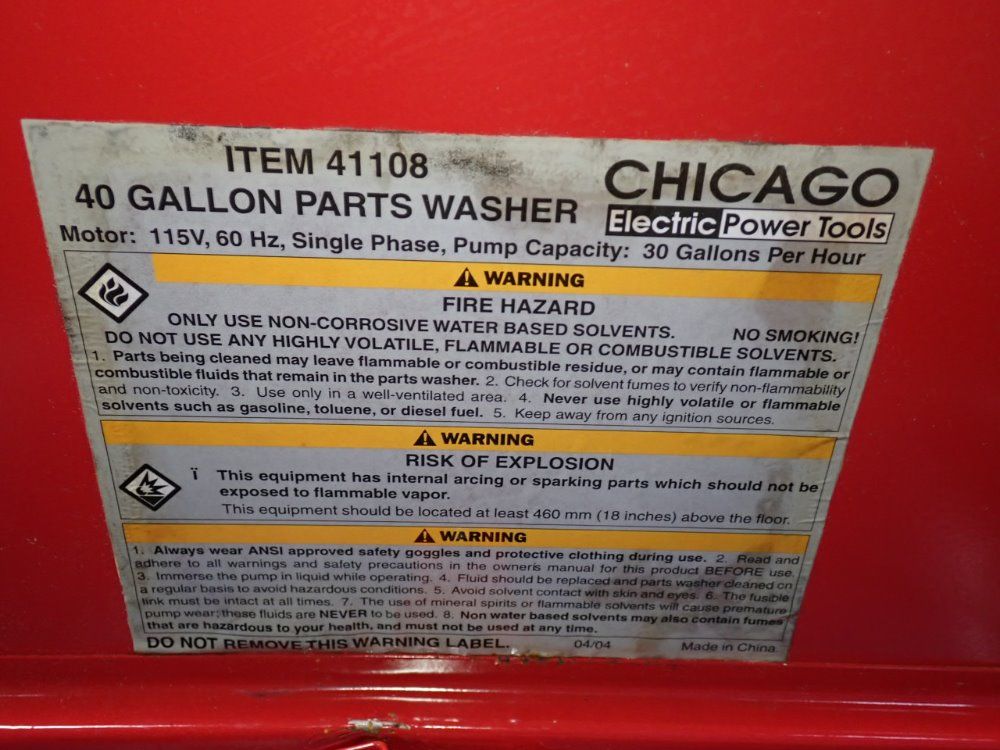 ITEM 41108
40 GALLON PARTS WASHER
CHICAGO
Electric Power Tools
Motor: 115V, 60 Hz, Single Phase, Pump Capacity: 30 Gallons Per Hour
WARNING
FIRE HAZARD
ONLY USE NON-CORROSIVE WATER BASED SOLVENTS. NO SMOKING!
DO NOT USE ANY HIGHLY VOLATILE, FLAMMABLE OR COMBUSTIBLE SOLVENTS.
1. Parts being cleaned may leave flammable or combustible residue, or may contain flammable or
combustible fluids that remain in the parts washer. 2. Check for solvent fumes to verify non-flammability
and non-toxicity. 3. Use only in a well-ventilated area. 4. Never use highly volatile or flammable
solvents such as gasoline, toluene, or diesel fuel. 5. Keep away from any ignition sources.
WARNING
RISK OF EXPLOSION
Ï This equipment has internal arcing or sparking parts which should not be
exposed to flammable vapor.
This equipment should be located at least 460 mm (18 inches) above the floor.
WARNING
1. Always wear ANSI approved safety goggles and protective clothing during use. 2. Read and
adhere to all warnings and safety precautions in the owneris manual for this product BEFORE use.
3. Immerse the pump in liquid while operating. 4. Fluid should be replaced and parts washer cleaned on
a regular basis to avoid hazardous conditions. 5. Avoid solvent contact with skin and eyes. 6. The fusible
link must be intact at all times. 7. The use of mineral spirits or flammable solvents will cause premature
pump wear; these fluids are NEVER to be used. 8. Non water based solvents may also contain fumes
that are hazardous to your health, and must not be used at any time.
DO NOT REMOVE THIS WARNING LABEL. 04/04 Made in China.